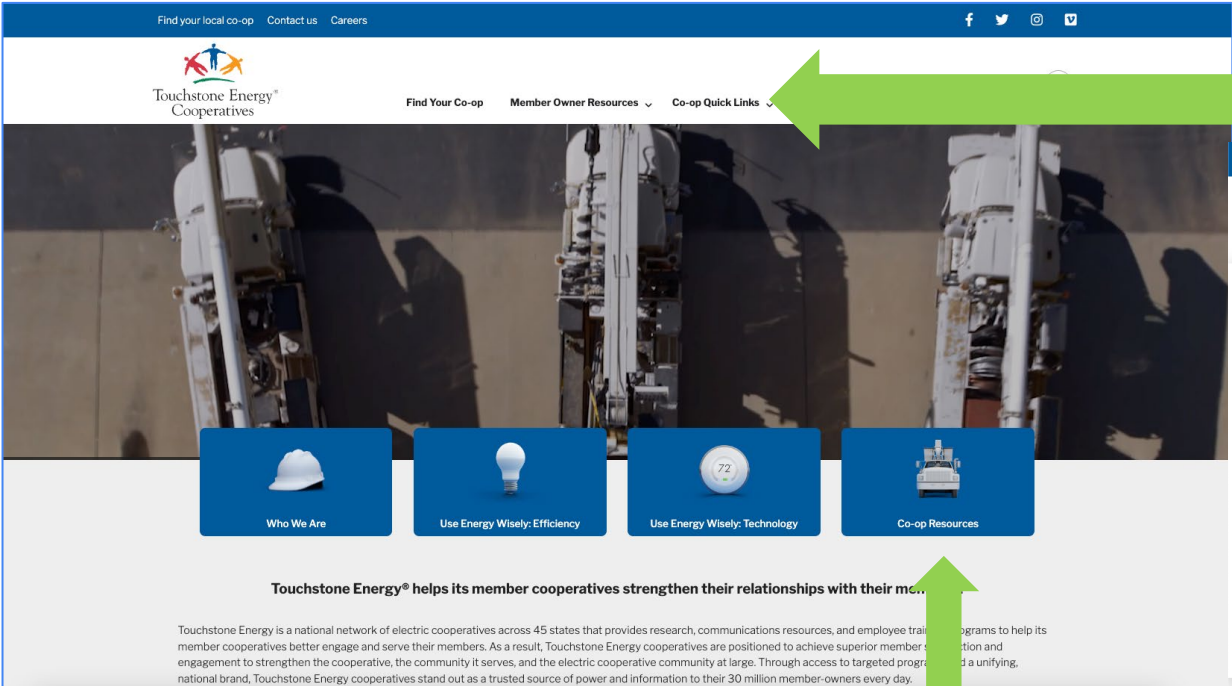 Find your local co-op Contact us Careers
Touchstone Energy®
Cooperatives
Find Your Co-op Member Owner Resources Co-op Quick Links
72°
Who We Are
Use Energy Wisely: Efficiency
Use Energy Wisely: Technology
Co-op Resources
Touchstone Energy® helps its member cooperatives strengthen their relationships with their
Touchstone Energy is a national network of electric cooperatives across 45 states that provides research, communications resources, and employee to help its
member cooperatives better engage and serve their members. As a result, Touchstone Energy cooperatives are positioned to achieve superior member and
engagement to strengthen the cooperative, the community it serves, and the electric cooperative community at large. Through access to targeted a unifying,
national brand, Touchstone Energy cooperatives stand out as a trusted source of power and information to their 30 million member-owners every day.